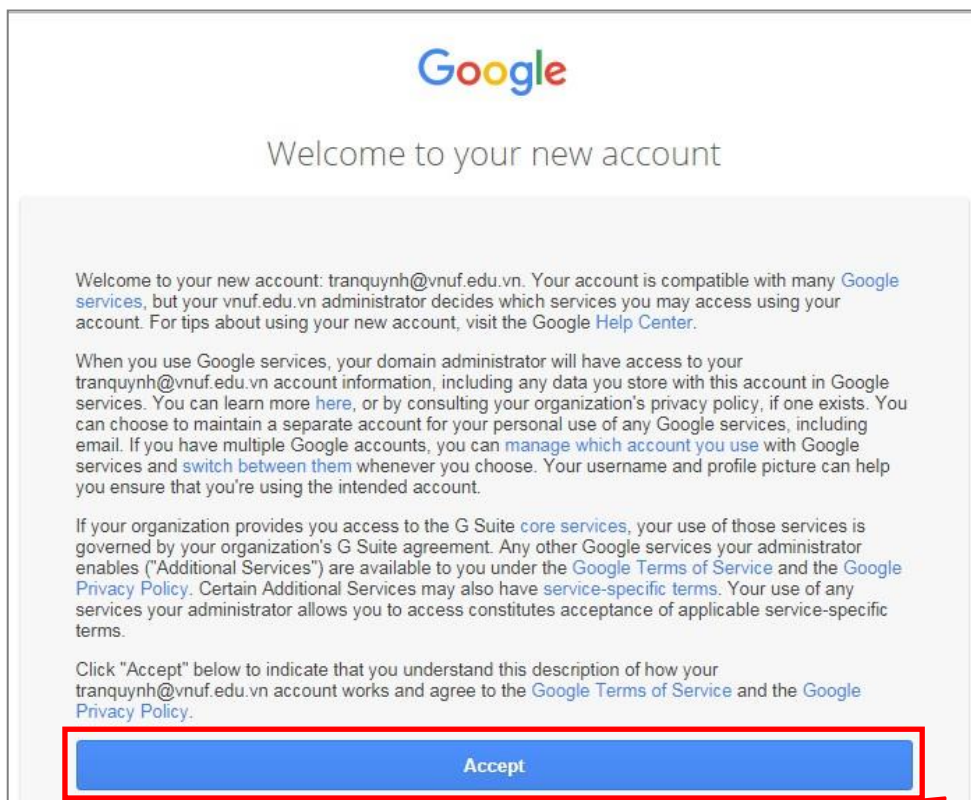 Google
Welcome to your new account
Welcome to your new account: tranquynh@vnuf.edu.vn. Your account is compatible with many Google
services, but your vnuf.edu.vn administrator decides which services you may access using your
account. For tips about using your new account, visit the Google Help Center.
When you use Google services, your domain administrator will have access to your
tranquynh@vnuf.edu.vn account information, including any data you store with this account in Google
services. You can learn more here, or by consulting your organization's privacy policy, if one exists. You
can choose to maintain a separate account for your personal use of any Google services, including
email. If you have multiple Google accounts, you can manage which account you use with Google
services and switch between them whenever you choose. Your username and profile picture can help
you ensure that you're using the intended account.
If your organization provides you access to the G Suite core services, your use of those services is
governed by your organization's G Suite agreement. Any other Google services your administrator
enables ("Additional Services") are available to you under the Google Terms of Service and the Google
Privacy Policy. Certain Additional Services may also have service-specific terms. Your use of any
services your administrator allows you to access constitutes acceptance of applicable service-specific
terms.
Click "Accept" below to indicate that you understand this description of how your
tranquynh@vnuf.edu.vn account works and agree to the Google Terms of Service and the Google
Privacy Policy.
Accept